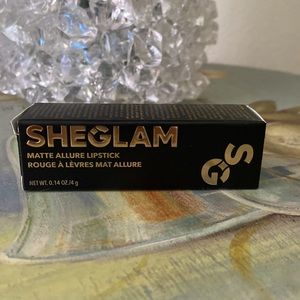 SHEGLAM
MATTE ALLURE LIPSTICK
ROUGE À LÈVRES MAT ALLURE
NET WT. 0.14 OZ./4 g
GS